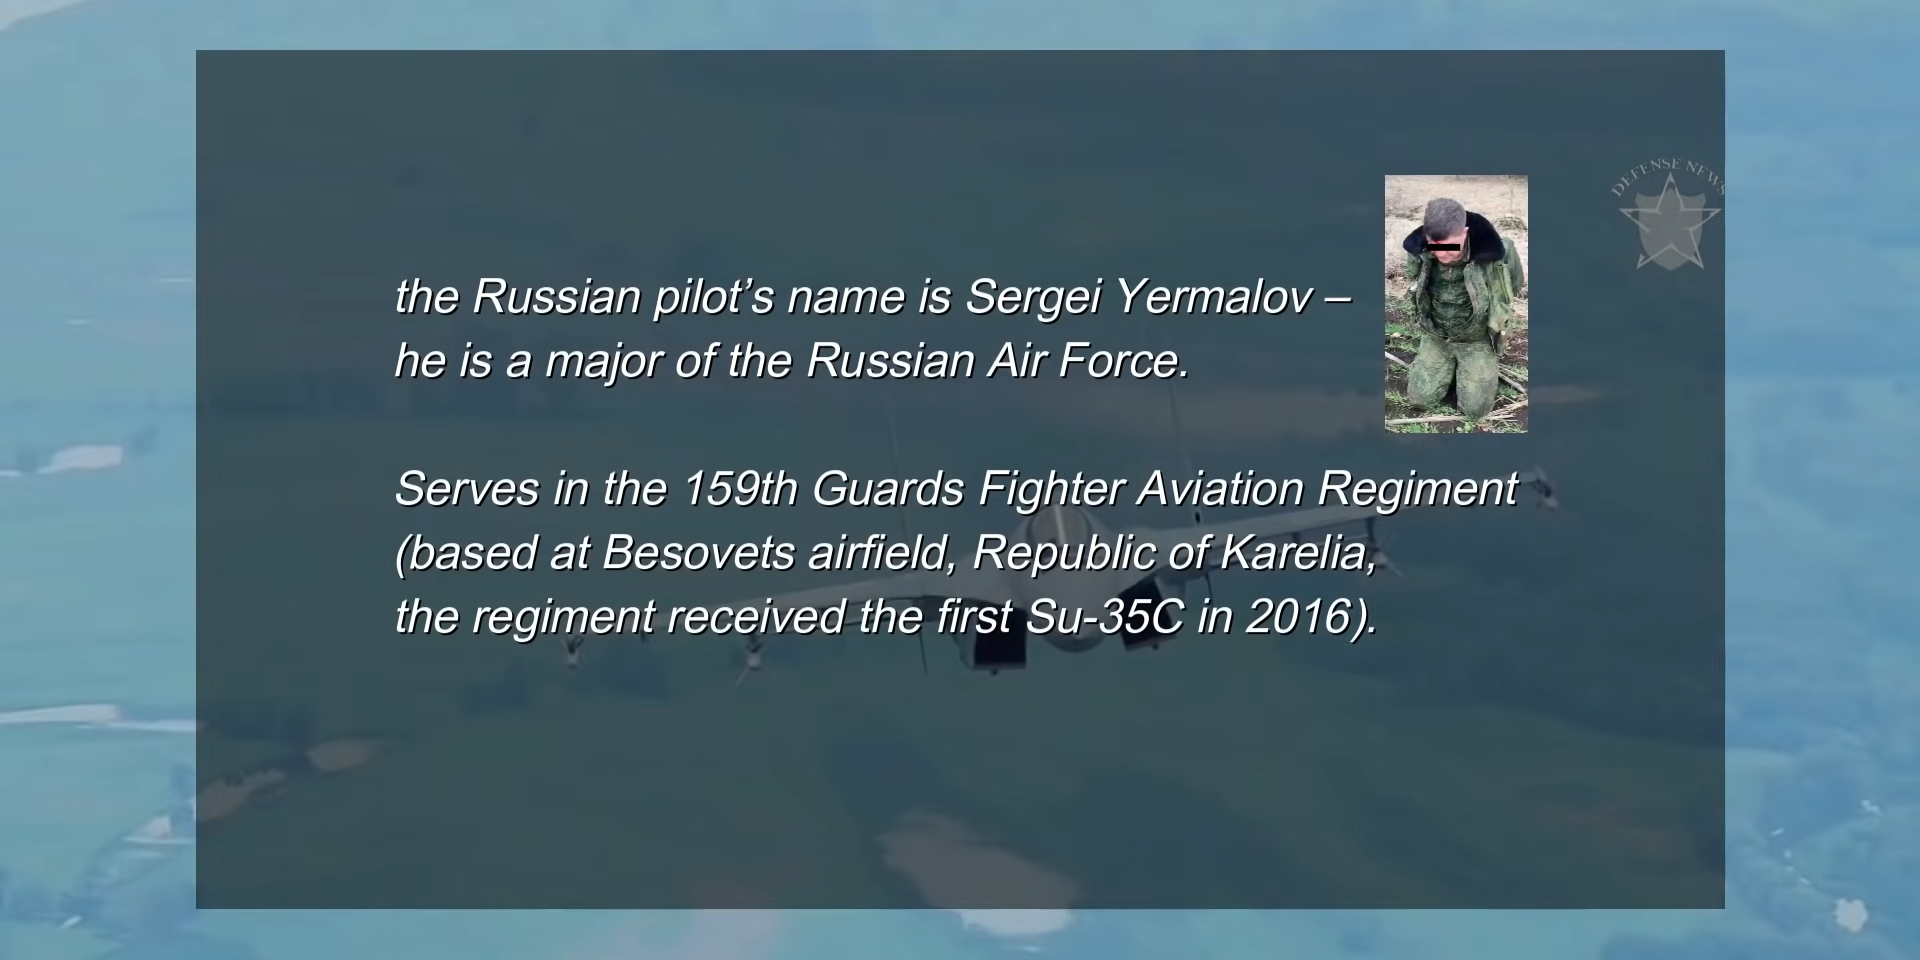 DEFENSE NEWS
the Russian pilot’s name is Sergei Yermalov –
he is a major of the Russian Air Force.
Serves in the 159th Guards Fighter Aviation Regiment
(based at Besovets airfield, Republic of Karelia,
the regiment received the first Su-35C in 2016).